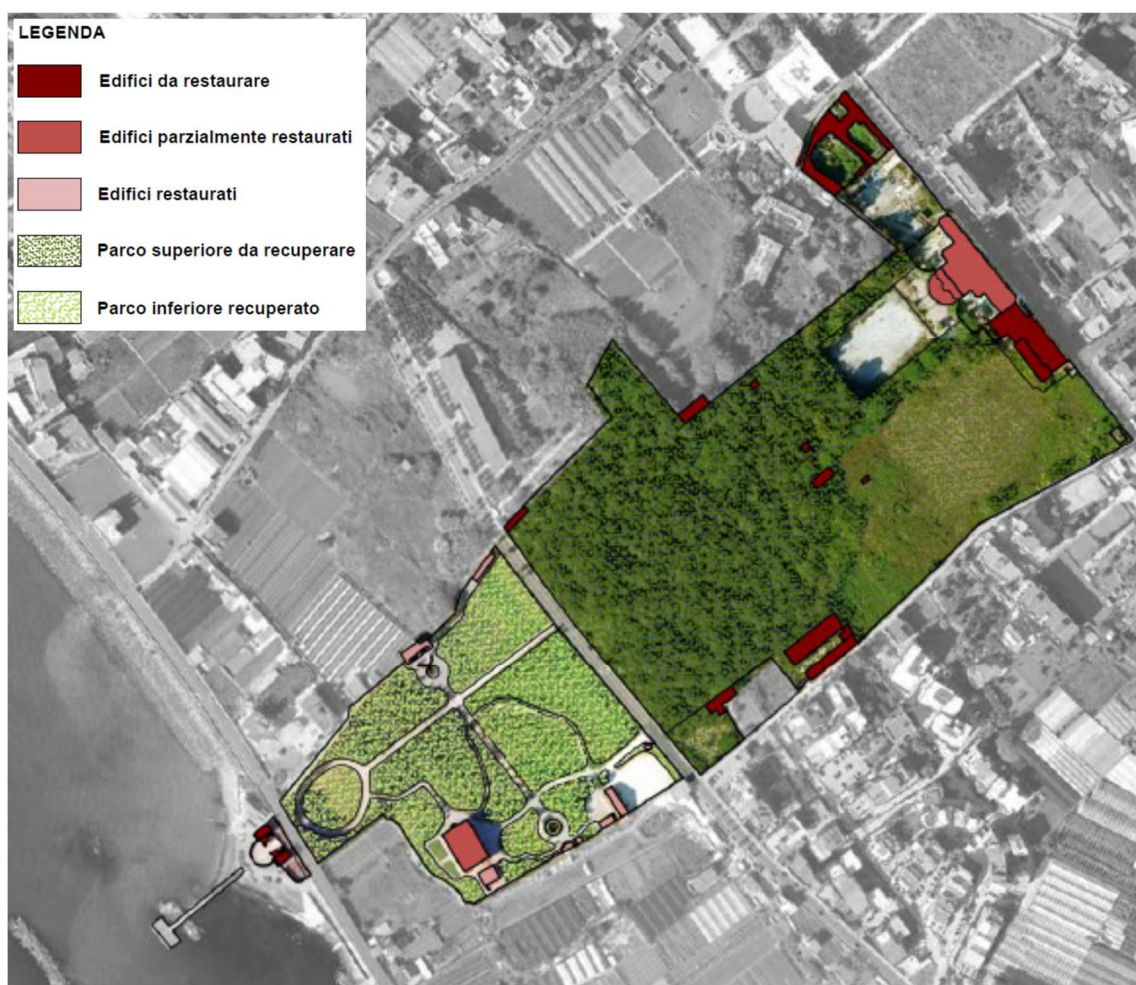 LEGENDA
Edifici da restaurare
Edifici parzialmente restaurati
Edifici restaurati
Parco superiore da recuperare
Parco inferiore recuperato